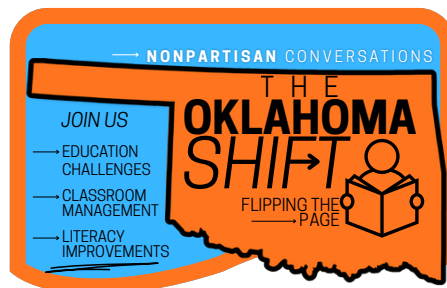 NONPARTISAN CONVERSATIONS
THE
OKLAHOMA
SHIFT
FLIPPING THE
PAGE
JOIN US
EDUCATION
CHALLENGES
CLASSROOM
MANAGEMENT
LITERACY
IMPROVEMENTS